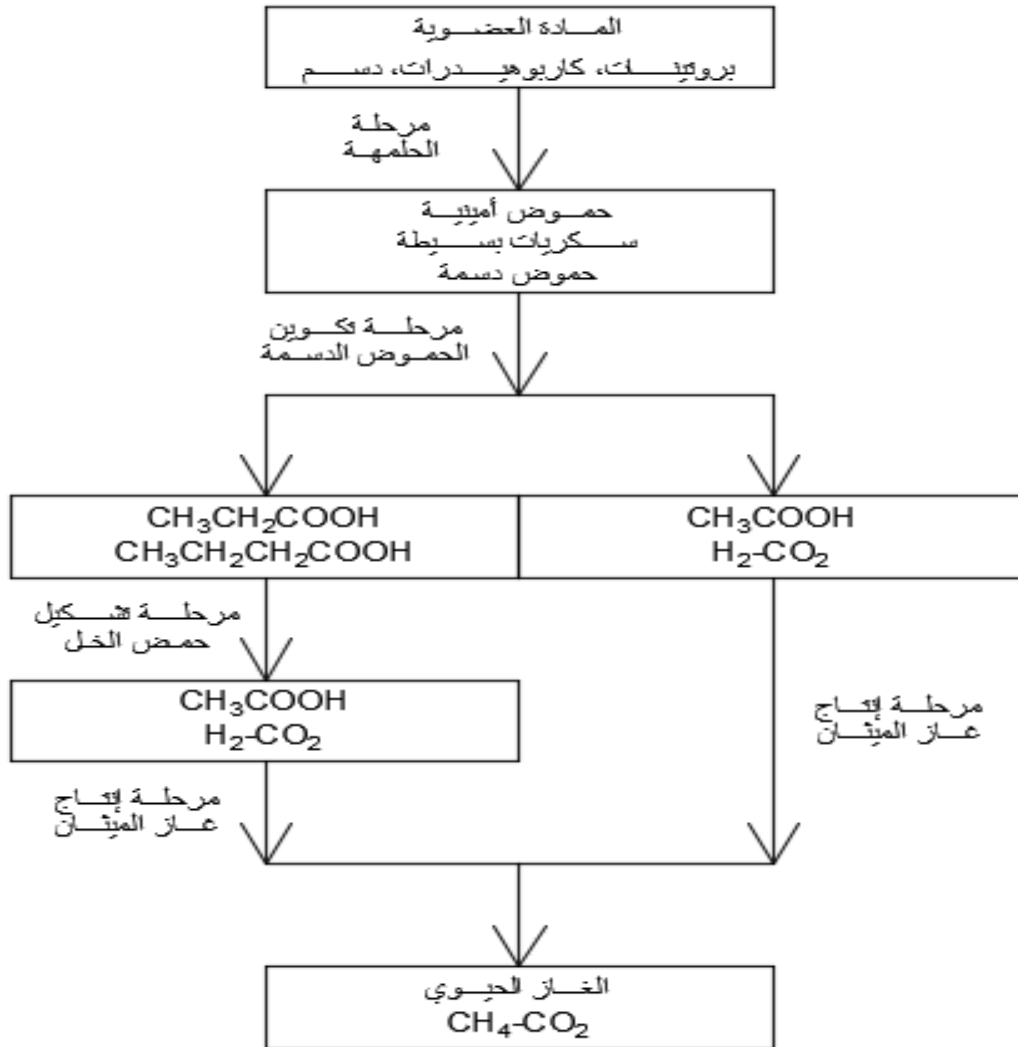 المادة العضوية
بروتينات، كاربوهيدرات، دسم
مرحلة
الحلمهة
حموض أمينية
سكريات بسيطة
حموض دسمة
مرحلة تكوين
الحموض الدسمة
CH₃CH₂COOH
CH₃CH₂CH₂COOH
CH₃COOH
H₂-CO₂
مرحلة تشكيل
حمض الخل
CH₃COOH
H₂-CO₂
مرحلة إنتاج
غاز الميثان
مرحلة إنتاج
غاز الميثان
الغاز الحيوي
CH₄-CO₂